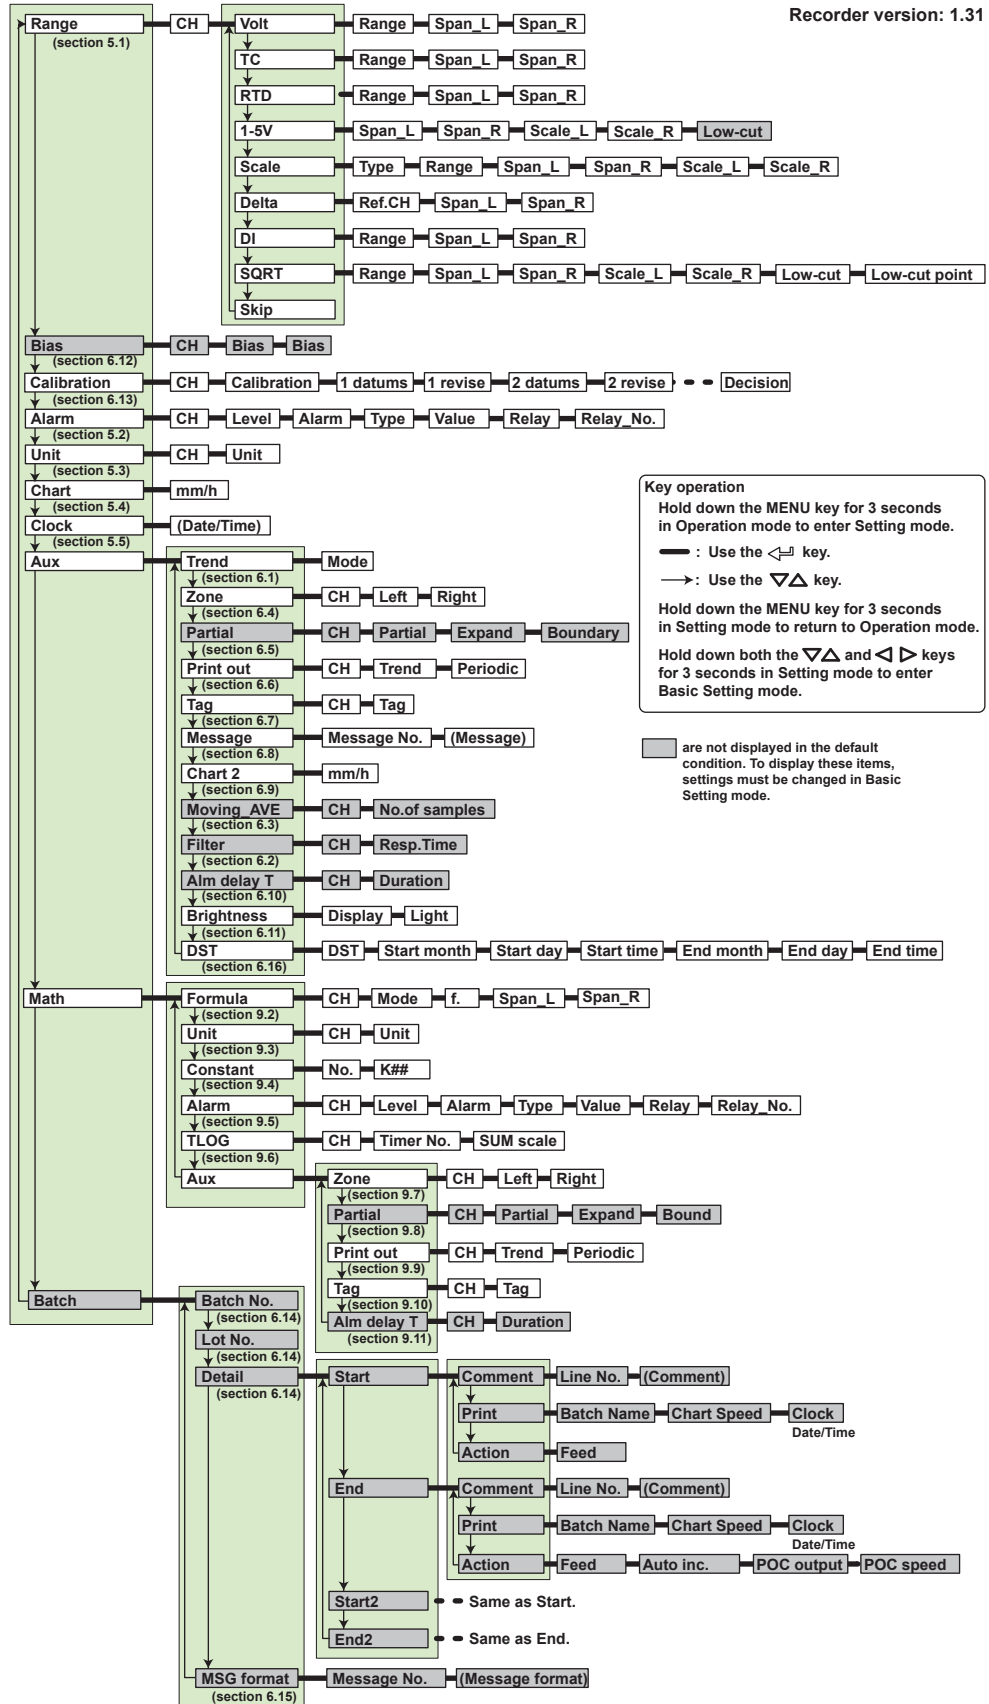 Recorder version: 1.31
Range CH Volt Range Span_L Span_R
(section 5.1)
TC Range Span_L Span_R
RTD Range Span_L Span_R
1-5V Span_L Span_R Scale_L Scale_R Low-cut
Scale Type Range Span_L Span_R Scale_L Scale_R
Delta Ref.CH Span_L Span_R
DI Range Span_L Span_R
SQRT Range Span_L Span_R Scale_L Scale_R Low-cut Low-cut point
Skip
Bias CH Bias Bias
(section 6.12)
Calibration CH Calibration 1 datums 1 revise 2 datums 2 revise Decision
(section 6.13)
Alarm CH Level Alarm Type Value Relay Relay_No.
(section 5.2)
Unit CH Unit
(section 5.3)
Chart mm/h
(section 5.4)
Clock (Date/Time)
(section 5.5)
Key operation
Hold down the MENU key for 3 seconds
in Operation mode to enter Setting mode.
: Use the key.
: Use the key.
Hold down the MENU key for 3 seconds
in Setting mode to return to Operation mode.
Hold down both the and keys
for 3 seconds in Setting mode to enter
Basic Setting mode.
are not displayed in the default
condition. To display these items,
settings must be changed in Basic
Setting mode.
Aux Trend Mode
(section 6.1)
Zone CH Left Right
(section 6.4)
Partial CH Partial Expand Boundary
(section 6.5)
Print out CH Trend Periodic
(section 6.6)
Tag CH Tag
(section 6.7)
Message Message No. (Message)
(section 6.8)
Chart 2 mm/h
(section 6.9)
Moving_AVE CH No.of samples
(section 6.3)
Filter CH Resp.Time
(section 6.2)
Alm delay T CH Duration
(section 6.10)
Brightness Display Light
(section 6.11)
DST DST Start month Start day Start time End month End day End time
(section 6.16)
Math Formula CH Mode f. Span_L Span_R
(section 9.2)
Unit CH Unit
(section 9.3)
Constant No. K##
(section 9.4)
Alarm CH Level Alarm Type Value Relay Relay_No.
(section 9.5)
TLOG CH Timer No. SUM scale
(section 9.6)
Aux Zone CH Left Right
(section 9.7)
Partial CH Partial Expand Bound
(section 9.8)
Print out CH Trend Periodic
(section 9.9)
Tag CH Tag
(section 9.10)
Alm delay T CH Duration
(section 9.11)
Batch Batch No.
(section 6.14)
Lot No.
(section 6.14)
Detail Start Comment Line No. (Comment)
(section 6.14)
Print Batch Name Chart Speed Clock
Date/Time
Action Feed
End Comment Line No. (Comment)
Print Batch Name Chart Speed Clock
Date/Time
Action Feed Auto inc. POC output POC speed
Start2 Same as Start.
End2 Same as End.
MSG format Message No. (Message format)
(section 6.15)